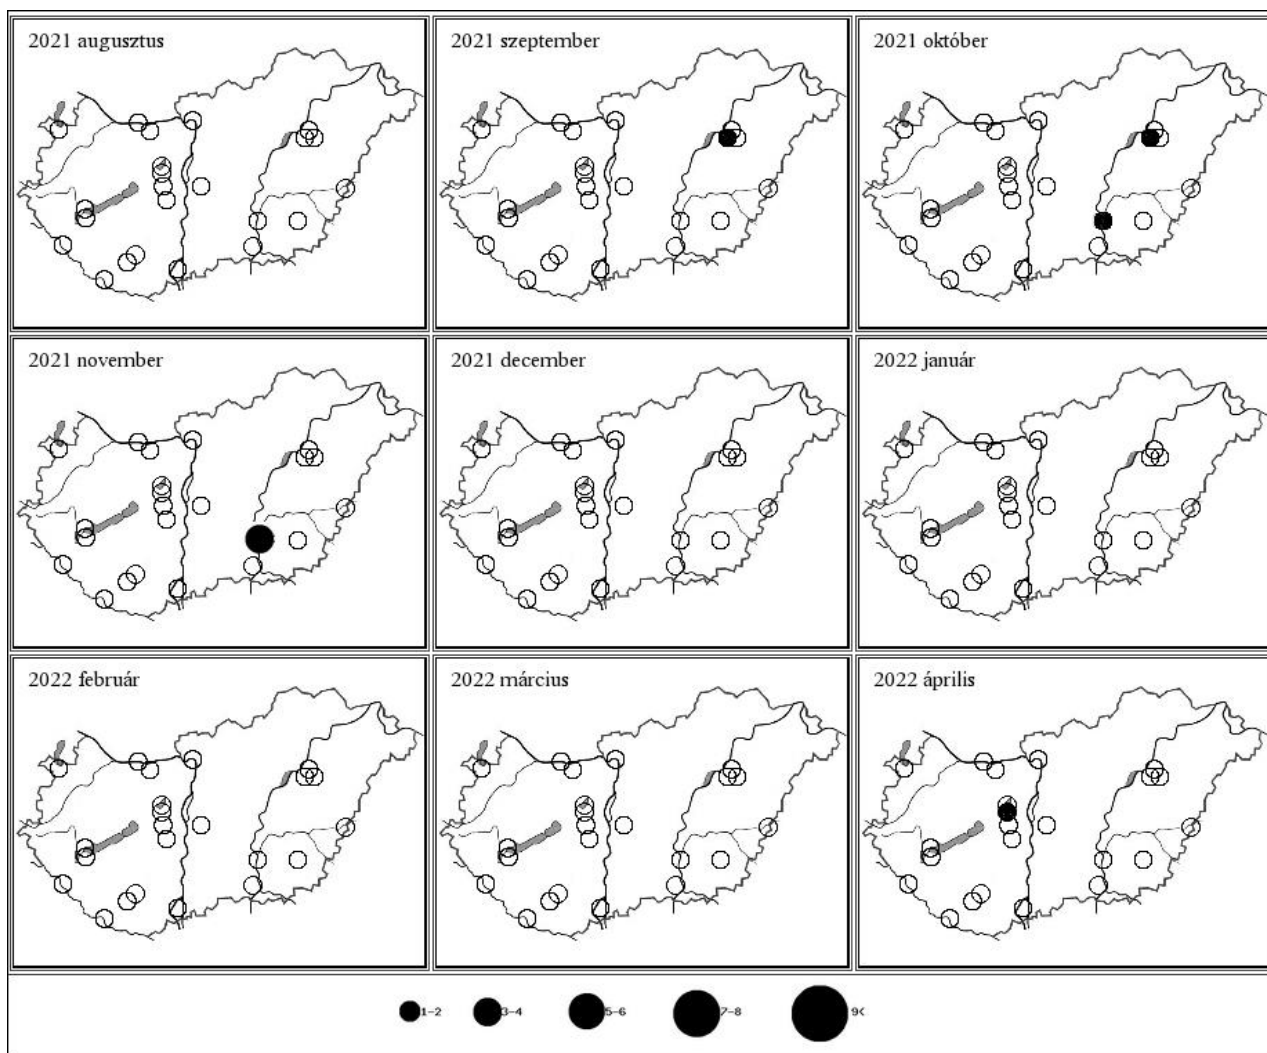 2021 augusztus
2021 szeptember
2021 október
2021 november
2021 december
2022 január
2022 február
2022 március
2022 április
1-2 3-4 5-6 7-8 9<